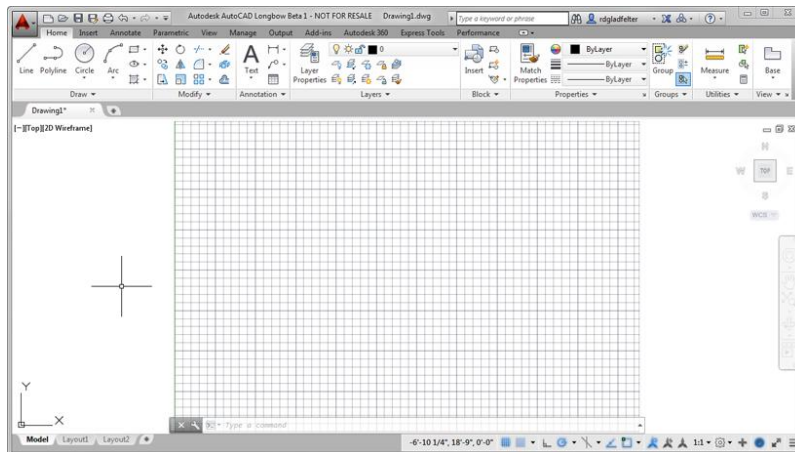 Autodesk AutoCAD Longbow Beta 1 - NOT FOR RESALE Drawing1.dwg Type a keyword or phrase rdgladfelter
Home Insert Annotate Parametric View Manage Output Add-ins Autodesk 360 Express Tools Performance
0 ByLayer
ByLayer
ByLayer
Line Polyline Circle Arc Text Layer Properties Insert Match Properties Group Measure Base
Draw Modify Annotation Layers Block Properties Groups Utilities View
Drawing1*
[-][Top][2D Wireframe]
N
W TOP E
S
WCS
Y
X
Type a command
Model Layout1 Layout2 -6'-10 1/4", 18'-9", 0'-0" 1:1